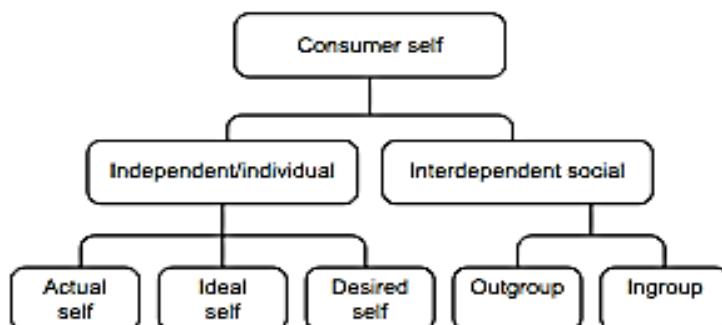 Consumer self
Independent/individual
Interdependent social
Actual
self
Ideal
self
Desired
self
Outgroup
Ingroup